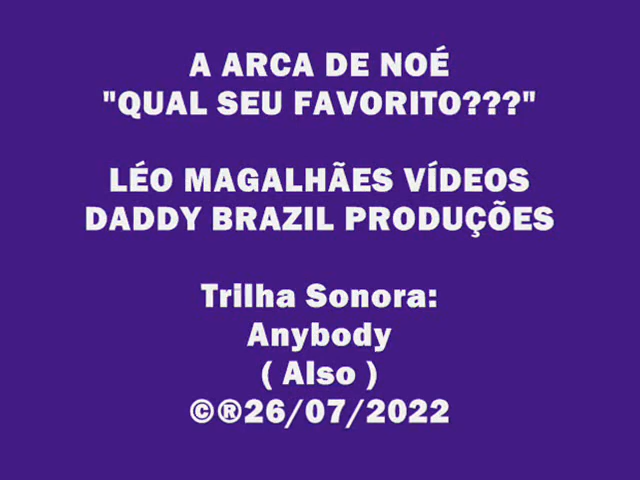 A ARCA DE NOÉ
"QUAL SEU FAVORITO???"
LÉO MAGALHÃES VÍDEOS
DADDY BRAZIL PRODUÇÕES
Trilha Sonora:
Anybody
( Also )
©®26/07/2022